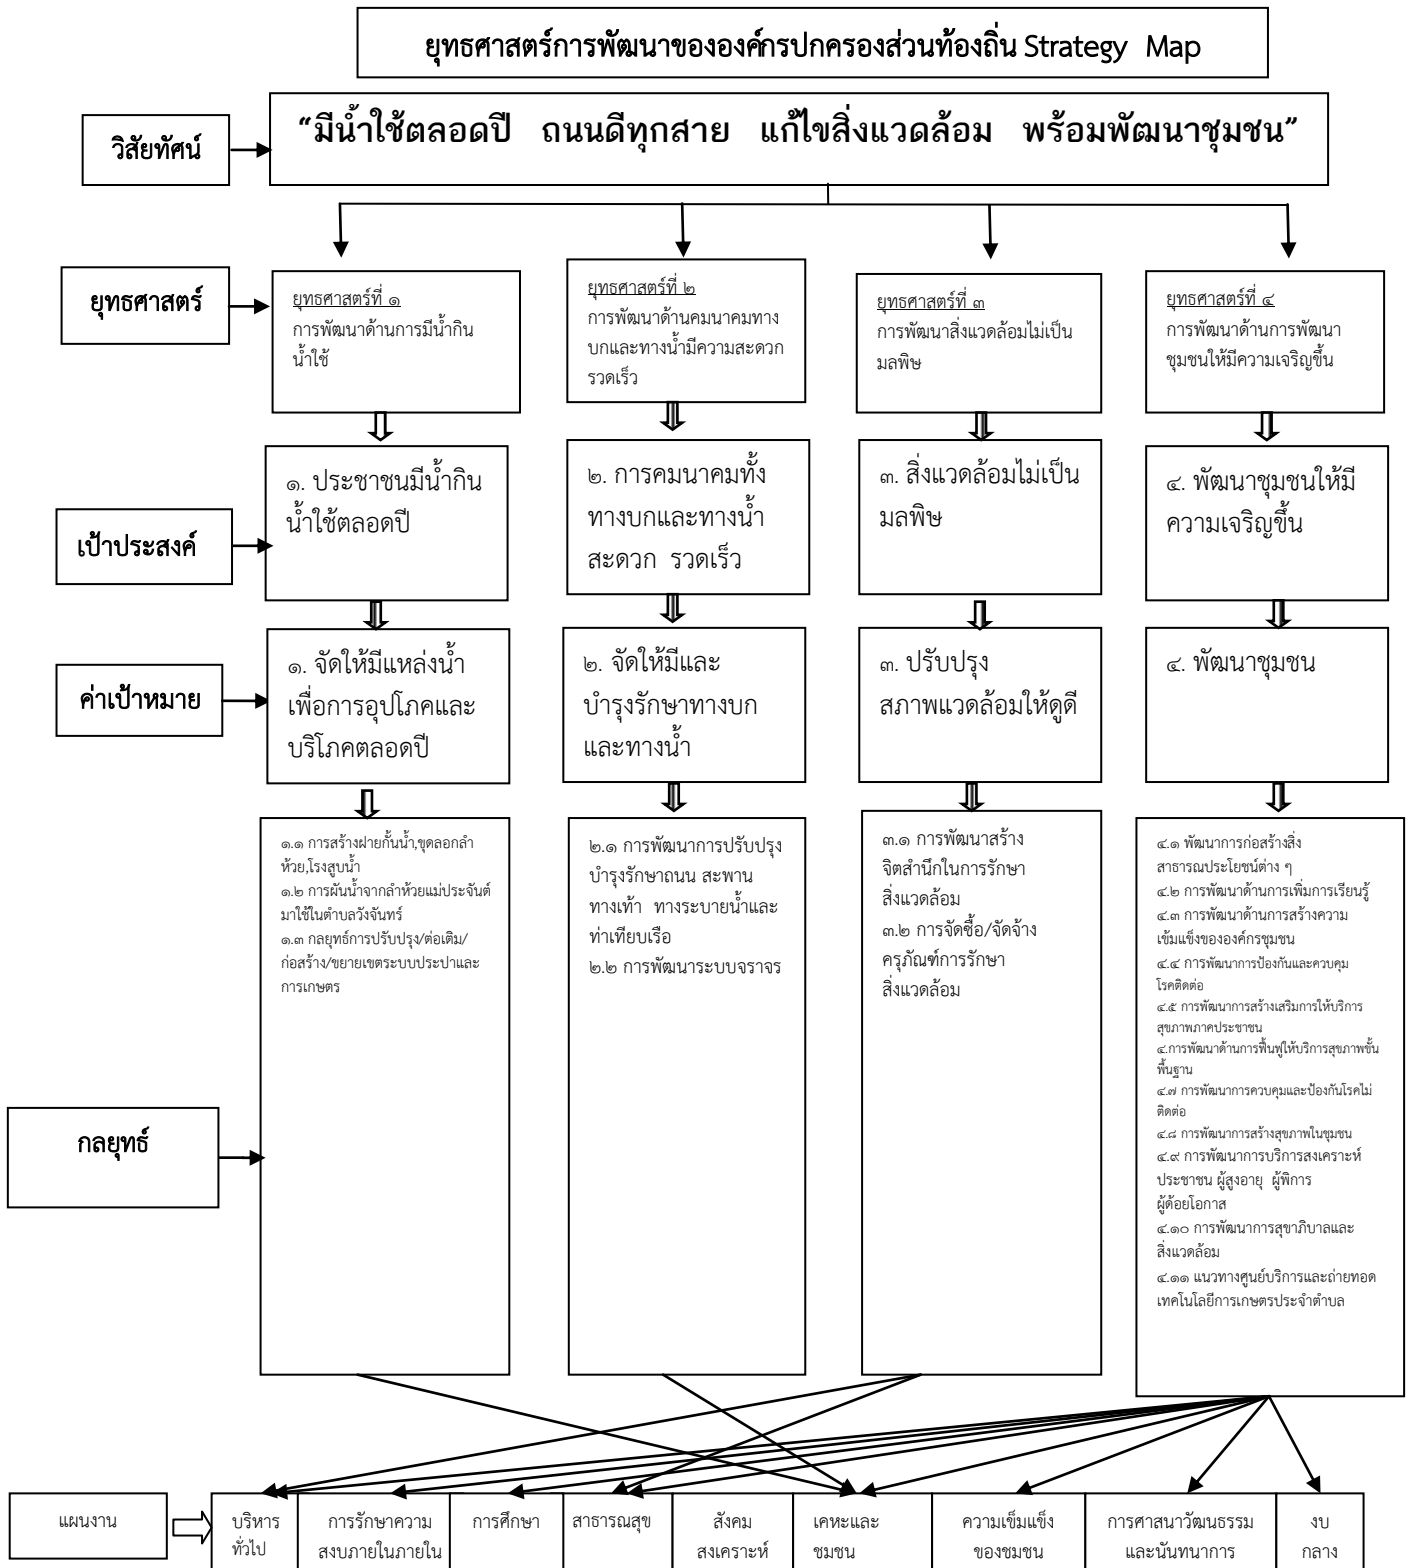 ยุทธศาสตร์การพัฒนาขององค์กรปกครองส่วนท้องถิ่น Strategy Map
วิสัยทัศน์
“มีน้ำใช้ตลอดปี ถนนดีทุกสาย แก้ไขสิ่งแวดล้อม พร้อมพัฒนาชุมชน”
ยุทธศาสตร์
ยุทธศาสตร์ที่ ๑
การพัฒนาด้านการมีน้ำกิน
น้ำใช้
ยุทธศาสตร์ที่ ๒
การพัฒนาด้านคมนาคมทาง
บกและทางน้ำมีความสะดวก
รวดเร็ว
ยุทธศาสตร์ที่ ๓
การพัฒนาสิ่งแวดล้อมไม่เป็น
มลพิษ
ยุทธศาสตร์ที่ ๔
การพัฒนาด้านการพัฒนา
ชุมชนให้มีความเจริญขึ้น
เป้าประสงค์
๑. ประชาชนมีน้ำกิน
น้ำใช้ตลอดปี
๒. การคมนาคมทั้ง
ทางบกและทางน้ำ
สะดวก รวดเร็ว
๓. สิ่งแวดล้อมไม่เป็น
มลพิษ
๔. พัฒนาชุมชนให้มี
ความเจริญขึ้น
ค่าเป้าหมาย
๑. จัดให้มีแหล่งน้ำ
เพื่อการอุปโภคและ
บริโภคตลอดปี
๒. จัดให้มีและ
บำรุงรักษาทางบก
และทางน้ำ
๓. ปรับปรุง
สภาพแวดล้อมให้ดูดี
๔. พัฒนาชุมชน
กลยุทธ์
๑.๑ การสร้างฝายกั้นน้ำ,ขุดลอกลำ
ห้วย,โรงสูบน้ำ
๑.๒ การผันน้ำจากลำห้วยแม่ประจันต์
มาใช้ในตำบลวังจันทร์
๑.๓ กลยุทธ์การปรับปรุง/ต่อเติม/
ก่อสร้าง/ขยายเขตระบบประปาและ
การเกษตร
๒.๑ การพัฒนาการปรับปรุง
บำรุงรักษาถนน สะพาน
ทางเท้า ทางระบายน้ำและ
ท่าเทียบเรือ
๒.๒ การพัฒนาระบบจราจร
๓.๑ การพัฒนาสร้าง
จิตสำนึกในการรักษา
สิ่งแวดล้อม
๓.๒ การจัดซื้อ/จัดจ้าง
ครุภัณฑ์การรักษา
สิ่งแวดล้อม
๔.๑ พัฒนาการก่อสร้างสิ่ง
สาธารณประโยชน์ต่าง ๆ
๔.๒ การพัฒนาด้านการเพิ่มการเรียนรู้
๔.๓ การพัฒนาด้านการสร้างความ
เข้มแข็งขององค์กรชุมชน
๔.๔ การพัฒนาการป้องกันและควบคุม
โรคติดต่อ
๔.๕ การพัฒนาการสร้างเสริมการให้บริการ
สุขภาพภาคประชาชน
๔.การพัฒนาด้านการฟื้นฟูให้บริการสุขภาพขั้น
พื้นฐาน
๔.๗ การพัฒนาการควบคุมและป้องกันโรคไม่
ติดต่อ
๔.๘ การพัฒนาการสร้างสุขภาพในชุมชน
๔.๙ การพัฒนาการบริการสงเคราะห์
ประชาชน ผู้สูงอายุ ผู้พิการ
ผู้ด้อยโอกาส
๔.๑๐ การพัฒนาการสุขาภิบาลและ
สิ่งแวดล้อม
๔.๑๑ แนวทางศูนย์บริการและถ่ายทอด
เทคโนโลยีการเกษตรประจำตำบล
แผนงาน
บริหาร
ทั่วไป
การรักษาความ
สงบภายในภายใน
การศึกษา
สาธารณสุข
สังคม
สงเคราะห์
เคหะและ
ชุมชน
ความเข้มแข็ง
ของชุมชน
การศาสนาวัฒนธรรม
และนันทนาการ
งบ
กลาง